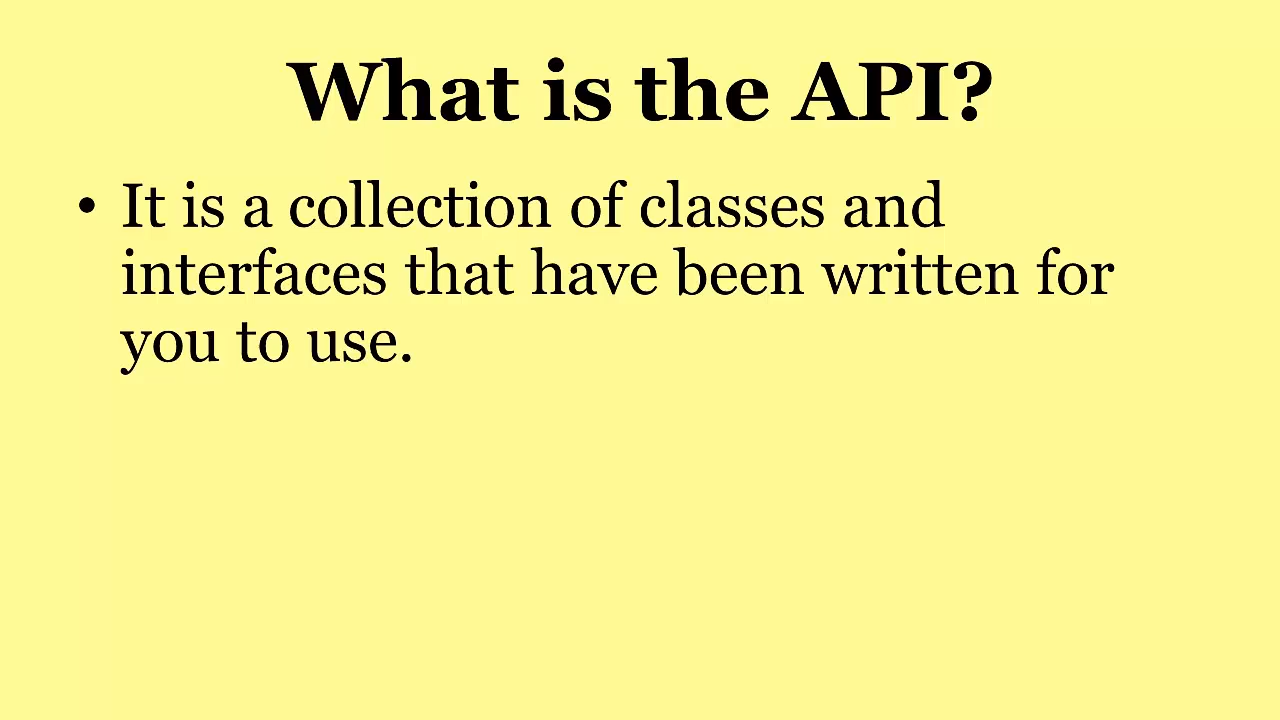 What is the API?
• It is a collection of classes and
interfaces that have been written for
you to use.